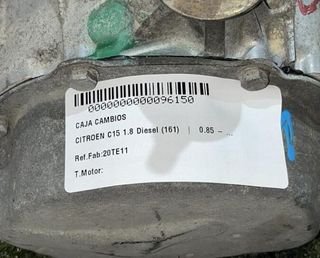 0000000000096150
CAJA CAMBIOS
CITROEN C15 1.8 Diesel (161) | 0.85 - ...
Ref.Fab:20TE11
T.Motor: